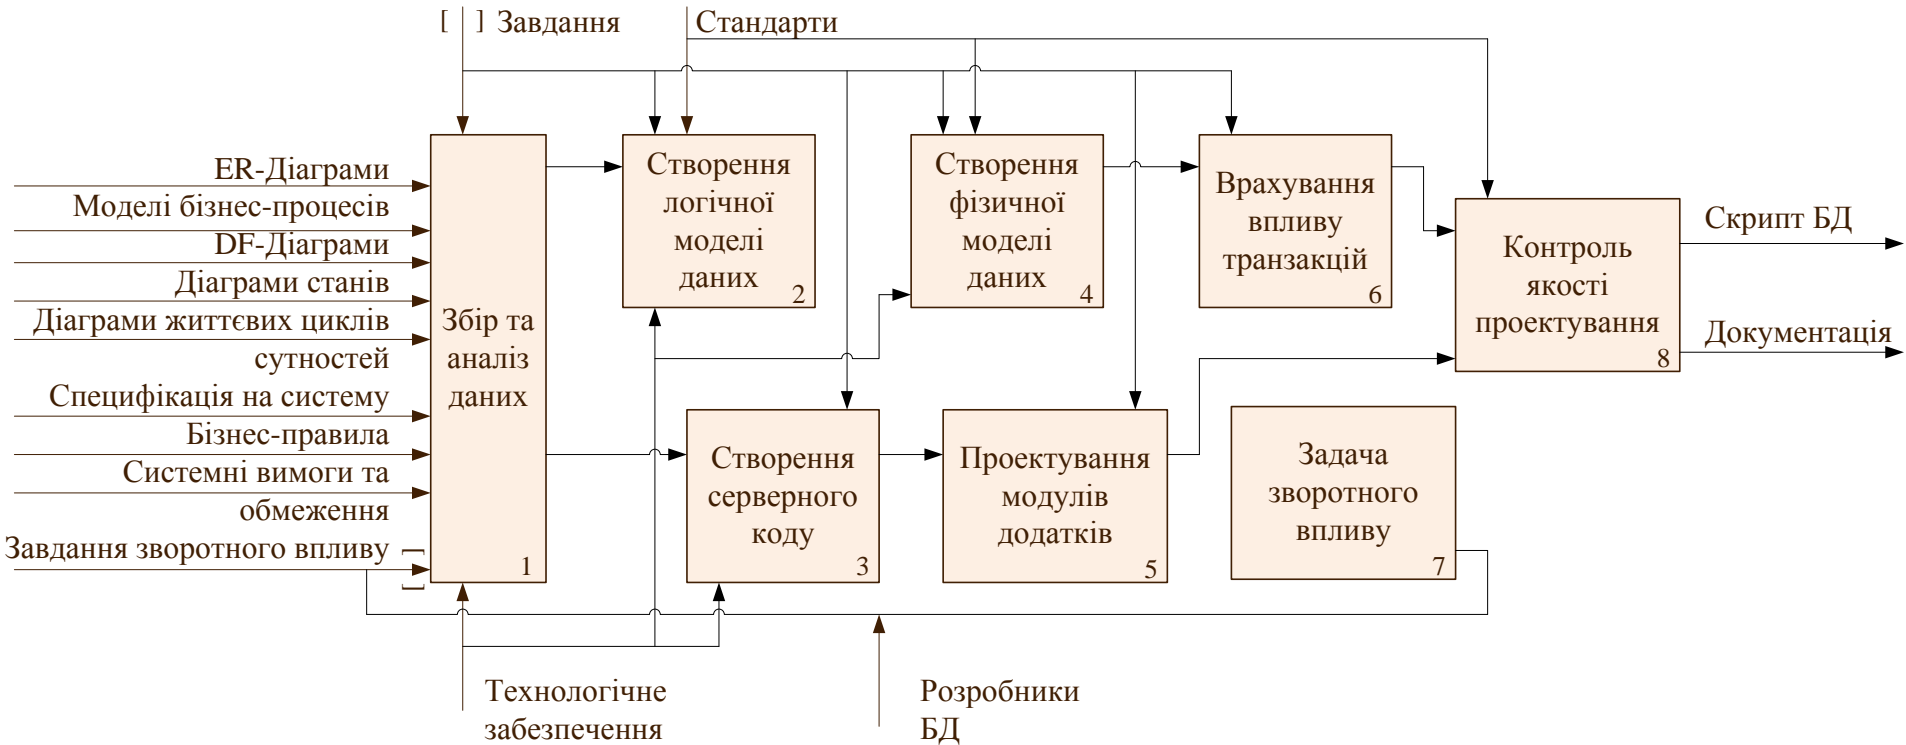 [ ] Завдання
Стандарти
ER-Діаграми
Моделі бізнес-процесів
DF-Діаграми
Діаграми станів
Діаграми життєвих циклів
сутностей
Специфікація на систему
Бізнес-правила
Системні вимоги та
обмеження
Завдання зворотного впливу
[ ]
Збір та
аналіз
даних
1
Створення
логічної
моделі
даних
2
Створення
серверного
коду
3
Створення
фізичної
моделі
даних
4
Проектування
модулів
додатків
5
Врахування
впливу
транзакцій
6
Задача
зворотного
впливу
7
Контроль
якості
проектування
8
Скрипт БД
Документація
Технологічне
забезпечення
Розробники
БД